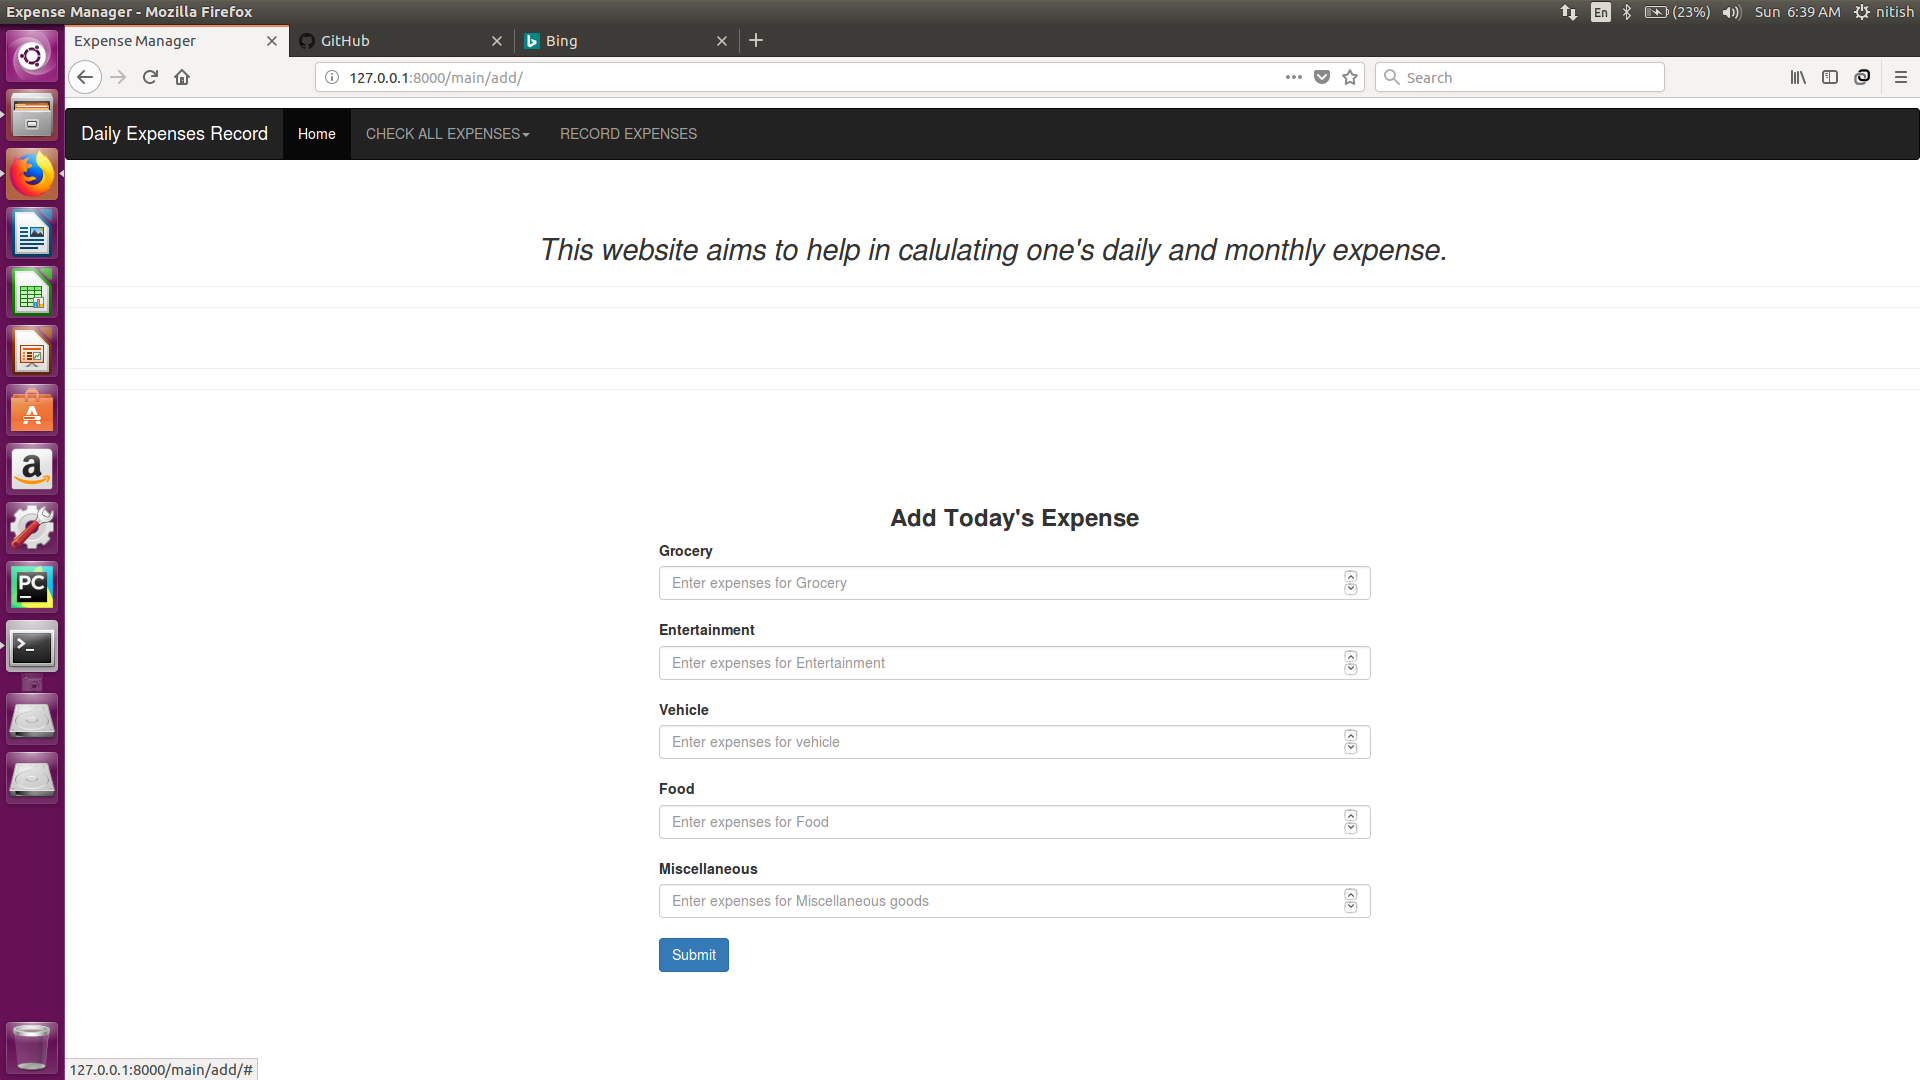 Expense Manager - Mozilla Firefox
En
(23%)
Sun 6:39 AM
nitish
Expense Manager
GitHub
Bing
127.0.0.1:8000/main/add/
Search
Daily Expenses Record
Home
CHECK ALL EXPENSES
RECORD EXPENSES
This website aims to help in calulating one's daily and monthly expense.
Add Today's Expense
Grocery
Enter expenses for Grocery
Entertainment
Enter expenses for Entertainment
Vehicle
Enter expenses for vehicle
Food
Enter expenses for Food
Miscellaneous
Enter expenses for Miscellaneous goods
Submit
A
a
PC
127.0.0.1:8000/main/add/#